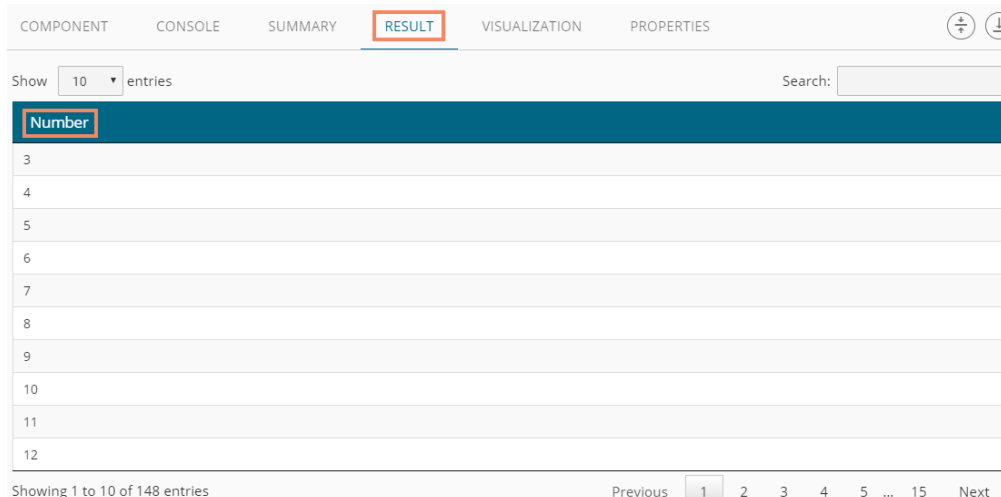 COMPONENT CONSOLE SUMMARY RESULT VISUALIZATION PROPERTIES
Show 10 entries Search:
Number
3
4
5
6
7
8
9
10
11
12
Showing 1 to 10 of 148 entries Previous 1 2 3 4 5 ... 15 Next